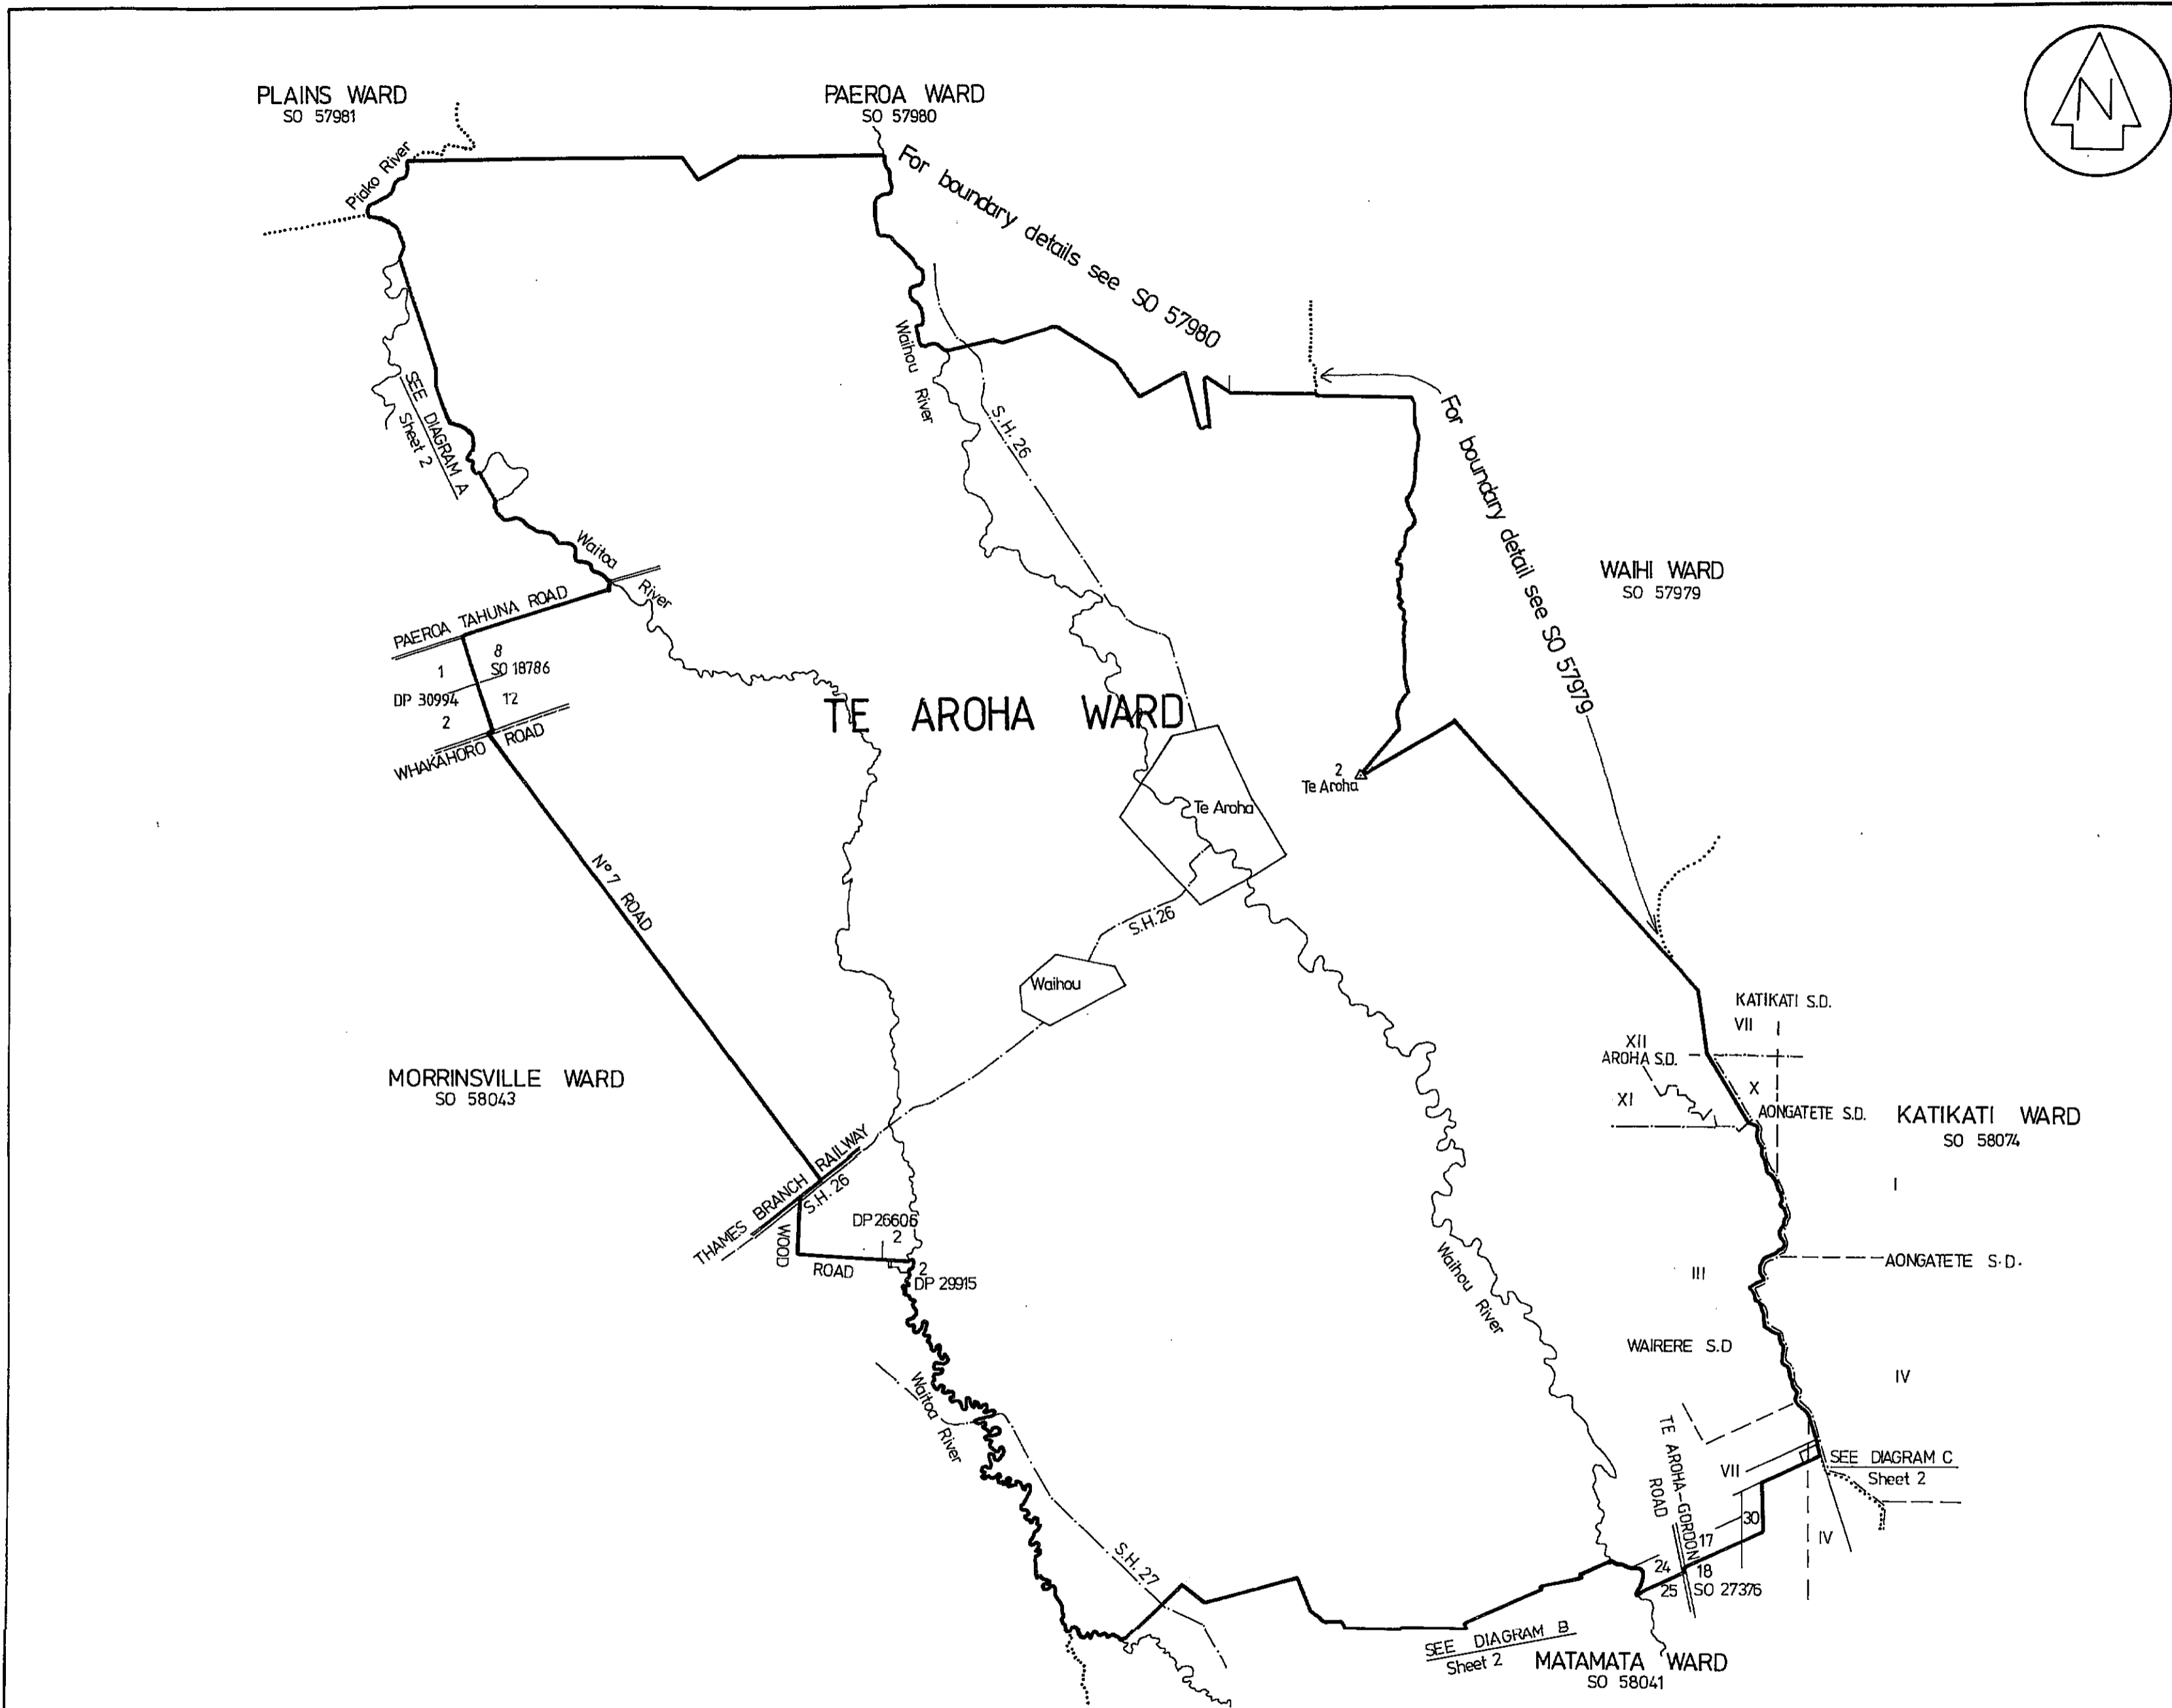 N
PLAINS WARD
SO 57981
PAEROA WARD
SO 57980
Piako River
For boundary details see SO 57980
Waihou River
S.H. 26
SEE DIAGRAM A
Sheet 2
For boundary detail see SO 57979
WAIHI WARD
SO 57979
Waitoa River
PAEROA TAHUNA ROAD
1
8
SO 18786
DP 30994
12
2
WHAKAHORO ROAD
TE AROHA WARD
2
Te Aroha
Te Aroha
Nº 7 ROAD
S.H. 26
Waihou
KATIKATI S.D.
VII
XII
AROHA S.D.
X
XI
AONGATETE S.D.
KATIKATI WARD
SO 58074
MORRINSVILLE WARD
SO 58043
THAMES BRANCH RAILWAY
S.H. 26
I
DP 26606
2
WOOD ROAD
2
DP 29915
AONGATETE S.D.
III
Waihou River
WAIRERE S.D
IV
Waitoa River
TE AROHA-GORDON ROAD
VII
SEE DIAGRAM C
Sheet 2
30
17
IV
S.H. 27
24
18
25
SO 27376
SEE DIAGRAM B
Sheet 2
MATAMATA WARD
SO 58041